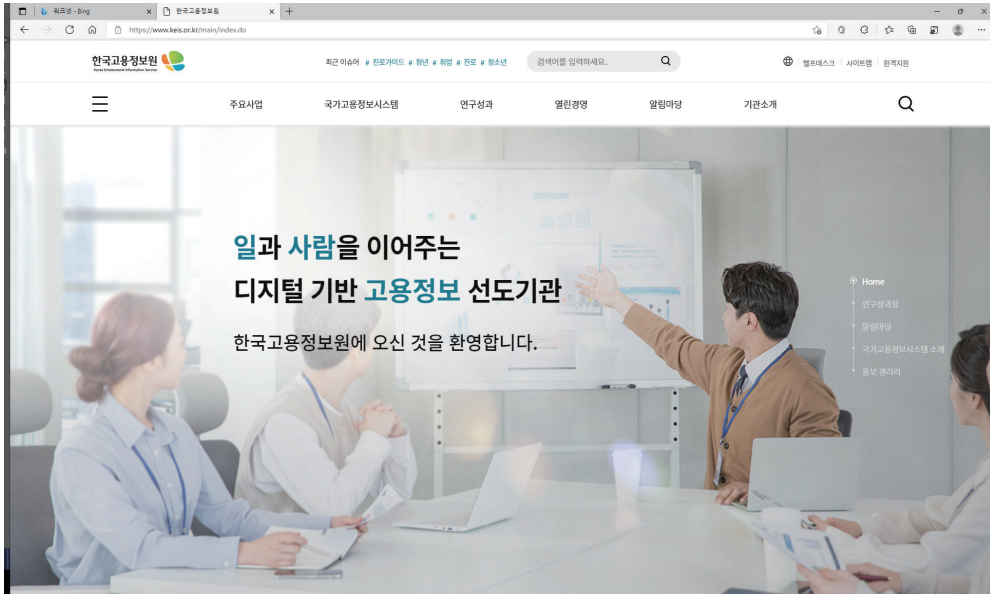 워크넷 - Bing
한국고용정보원
https://www.keis.or.kr/main/index.do
한국고용정보원
Korea Employment Information Service
최근 이슈어 # 진로가이드 # 청년 # 취업 # 진로 # 청소년
검색어를 입력하세요.
헬프데스크 사이트맵 원격지원
주요사업 국가고용정보시스템 연구성과 열린경영 알림마당 기관소개
일과 사람을 이어주는
디지털 기반 고용정보 선도기관
한국고용정보원에 오신 것을 환영합니다.
Home
연구성과물
알림마당
국가고용정보시스템 소개
홍보 갤러리